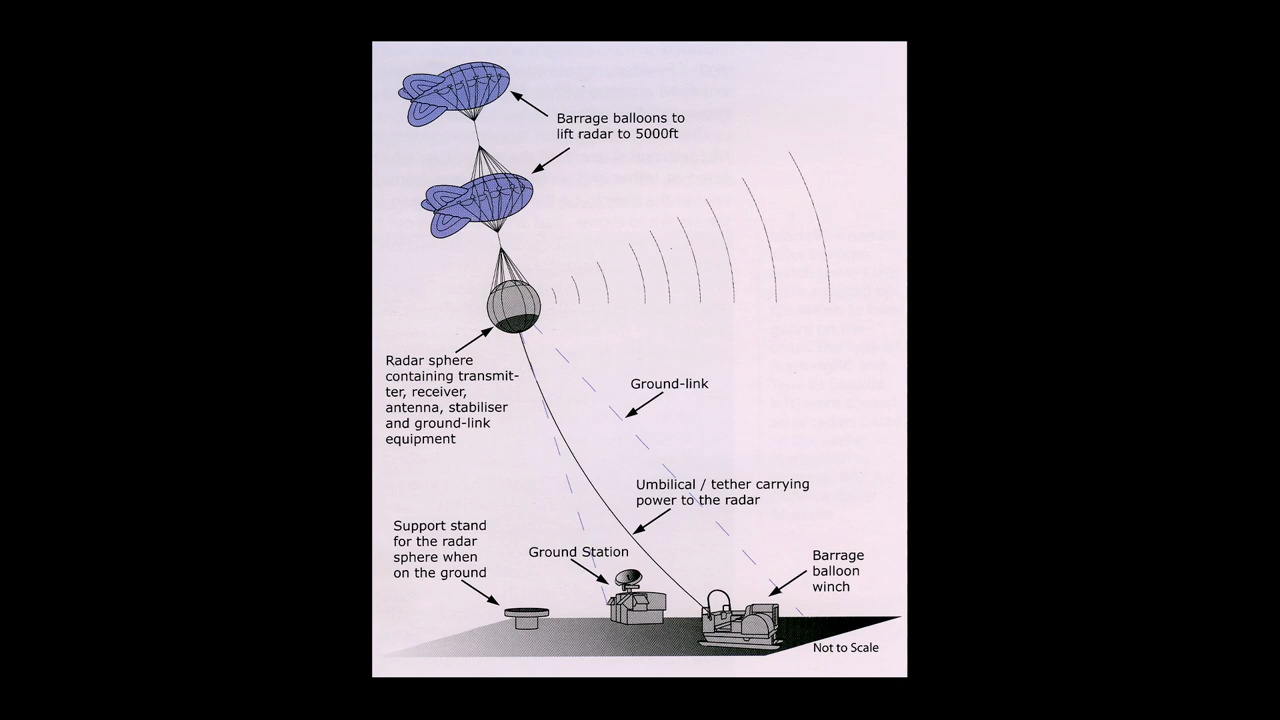 Barrage balloons to
lift radar to 5000ft
Radar sphere
containing transmit-
ter, receiver,
antenna, stabiliser
and ground-link
equipment
Ground-link
Umbilical / tether carrying
power to the radar
Support stand
for the radar
sphere when
on the ground
Ground Station
Barrage
balloon
winch
Not to Scale